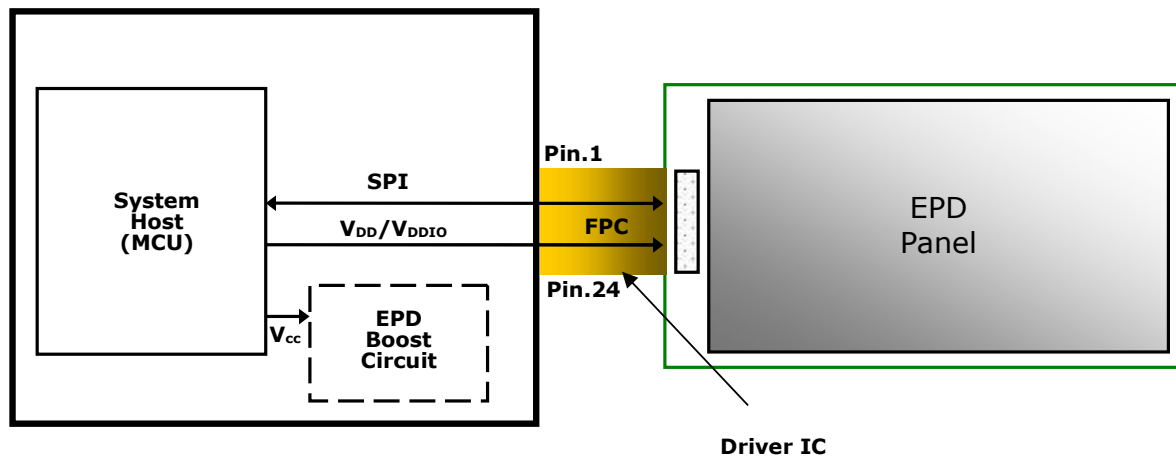 Pin.1
SPI
System
Host
(MCU)
VDD/VDDIO
FPC
EPD
Panel
Pin.24
Vcc
EPD
Boost
Circuit
Driver IC